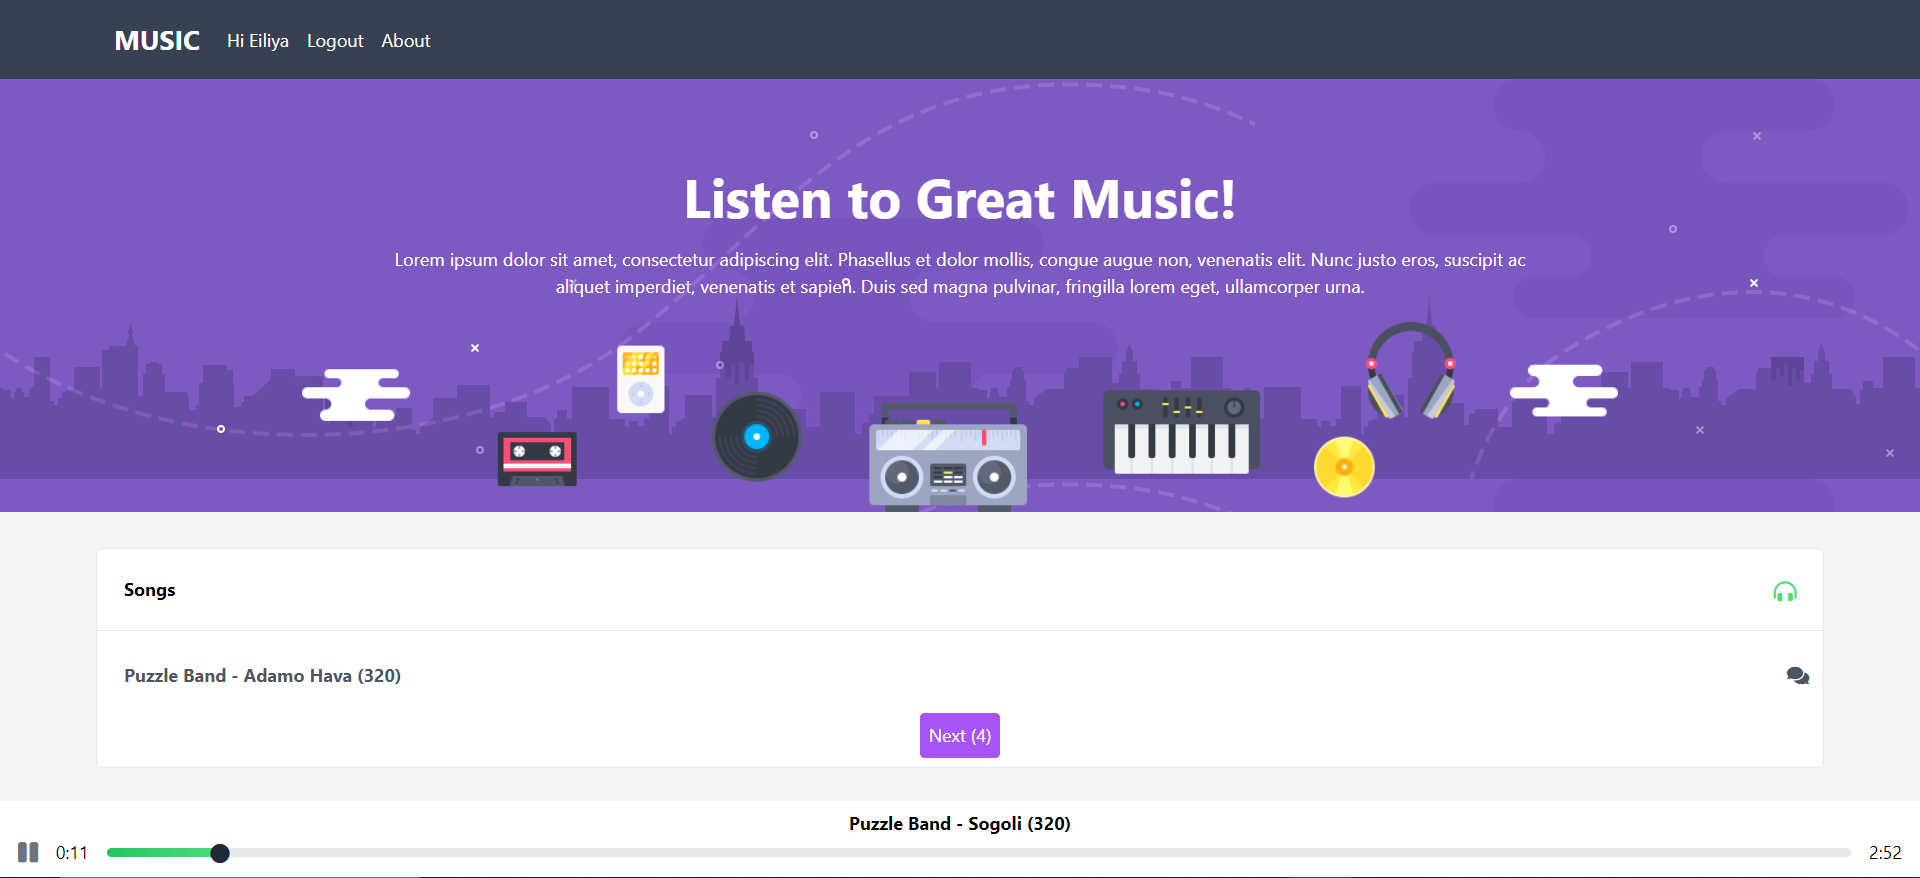 MUSIC Hi Eiliya Logout About
Listen to Great Music!
Lorem ipsum dolor sit amet, consectetur adipiscing elit. Phasellus et dolor mollis, congue augue non, venenatis elit. Nunc justo eros, suscipit ac
aliquet imperdiet, venenatis et sapien. Duis sed magna pulvinar, fringilla lorem eget, ullamcorper urna.
Songs
Puzzle Band - Adamo Hava (320)
Next (4)
Puzzle Band - Sogoli (320)
0:11 2:52